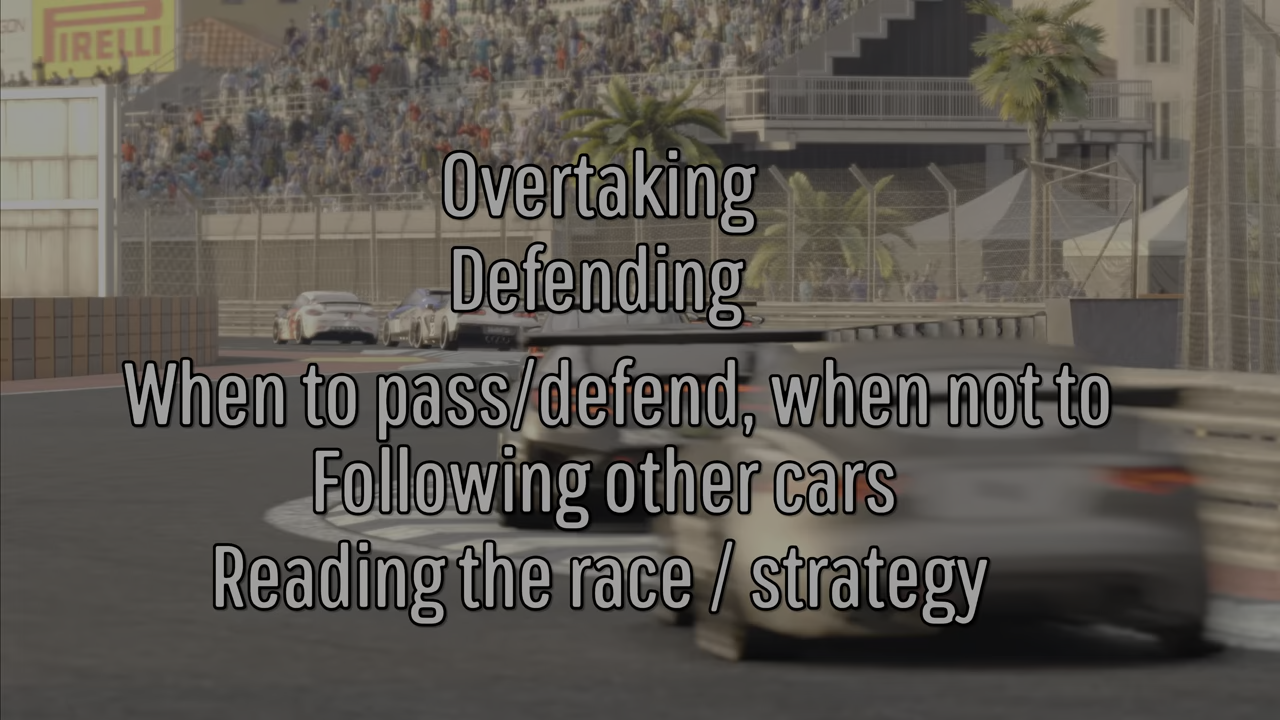 PIRELLI
Overtaking
Defending
When to pass/defend, when not to
Following other cars
Reading the race / strategy